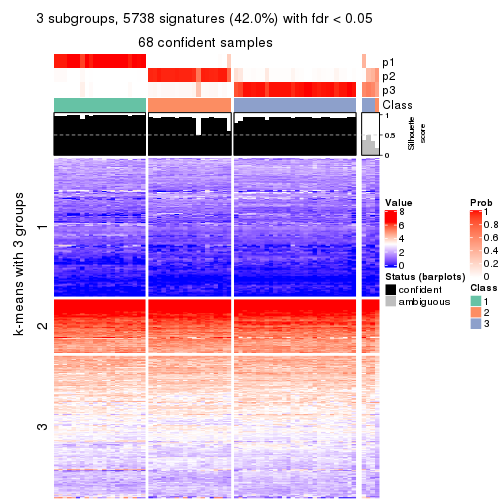 3 subgroups, 5738 signatures (42.0%) with fdr < 0.05
68 confident samples
p1
p2
p3
Class
1
0.5
0
Silhouette
score
k-means with 3 groups
1
2
3
Value
8
6
4
2
0
Status (barplots)
confident
ambiguous
Prob
1
0.8
0.6
0.4
0.2
0
Class
1
2
3